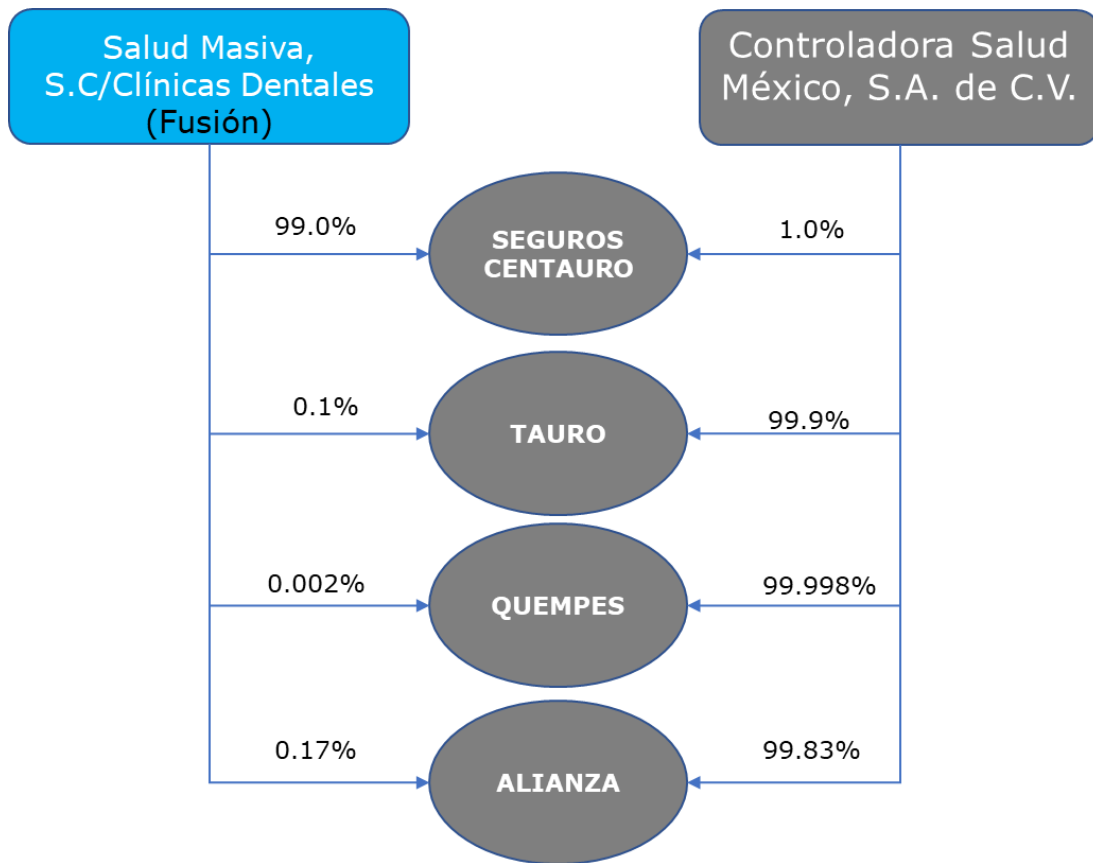 Salud Masiva,
S.C/Clínicas Dentales
(Fusión)
Controladora Salud
México, S.A. de C.V.
99.0%
SEGUROS
CENTAURO
1.0%
0.1%
TAURO
99.9%
0.002%
QUEMPES
99.998%
0.17%
ALIANZA
99.83%